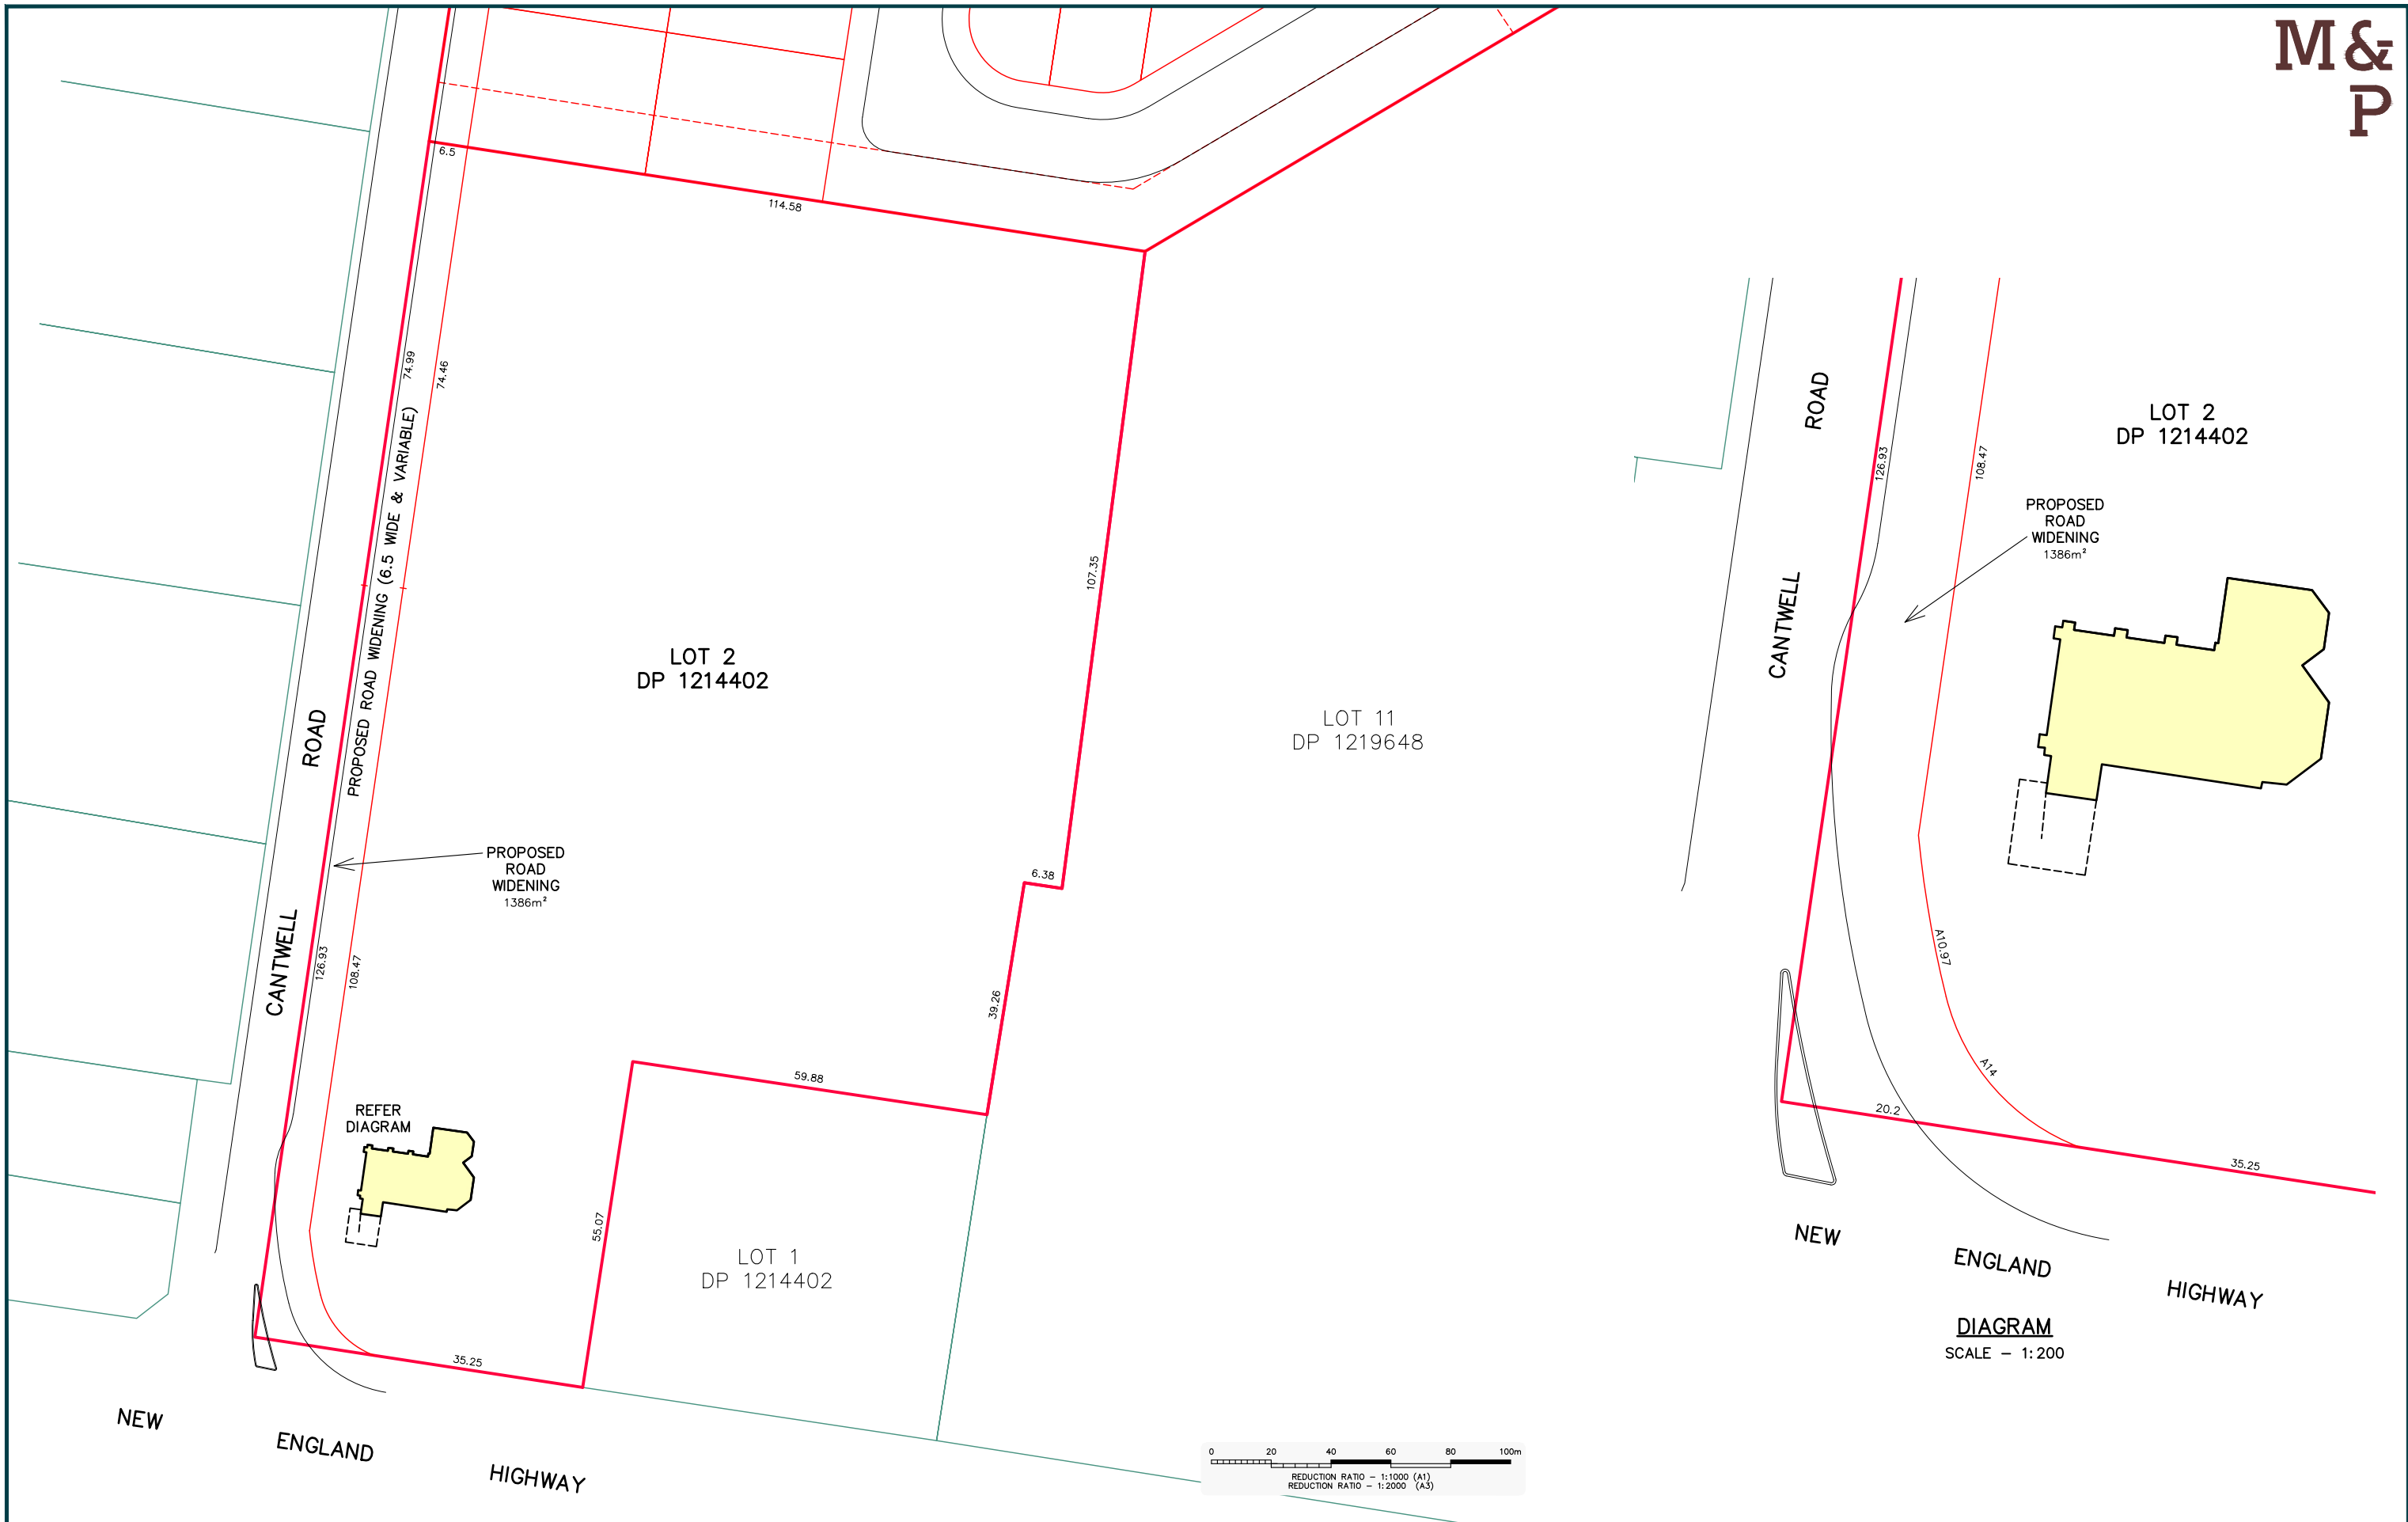 M&
P
6.5
114.58
74.99
74.46
PROPOSED ROAD WIDENING (6.5 WIDE & VARIABLE)
107.35
LOT 2
DP 1214402
LOT 11
DP 1219648
CANTWELL ROAD
PROPOSED
ROAD
WIDENING
1386m²
126.93
108.47
6.38
39.26
59.88
55.07
REFER
DIAGRAM
LOT 1
DP 1214402
35.25
NEW ENGLAND HIGHWAY
CANTWELL ROAD
126.93
108.47
LOT 2
DP 1214402
PROPOSED
ROAD
WIDENING
1386m²
A10.97
A14
20.2
35.25
NEW ENGLAND HIGHWAY
DIAGRAM
SCALE - 1:200
0 20 40 60 80 100m
REDUCTION RATIO - 1:1000 (A1)
REDUCTION RATIO - 1:2000 (A3)